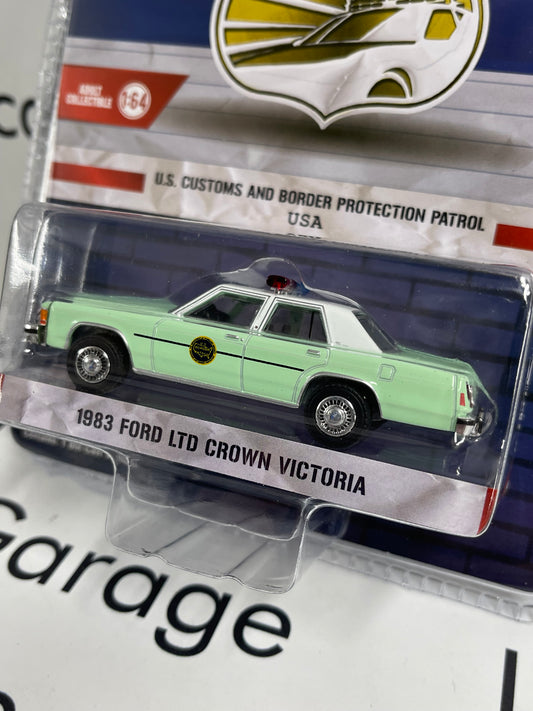 ADULT
COLLECTIBLE
1:64
U.S. CUSTOMS AND BORDER PROTECTION PATROL
USA
1983 FORD LTD CROWN VICTORIA
Garage